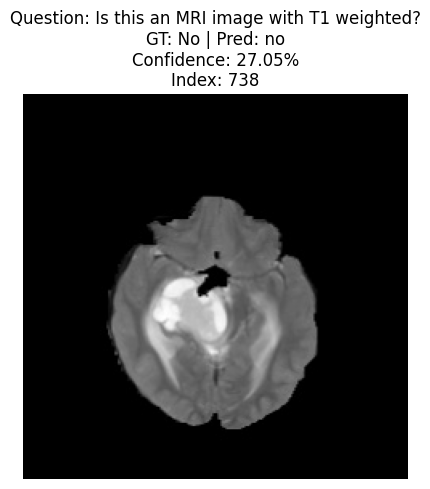 Question: Is this an MRI image with T1 weighted?
GT: No | Pred: no
Confidence: 27.05%
Index: 738